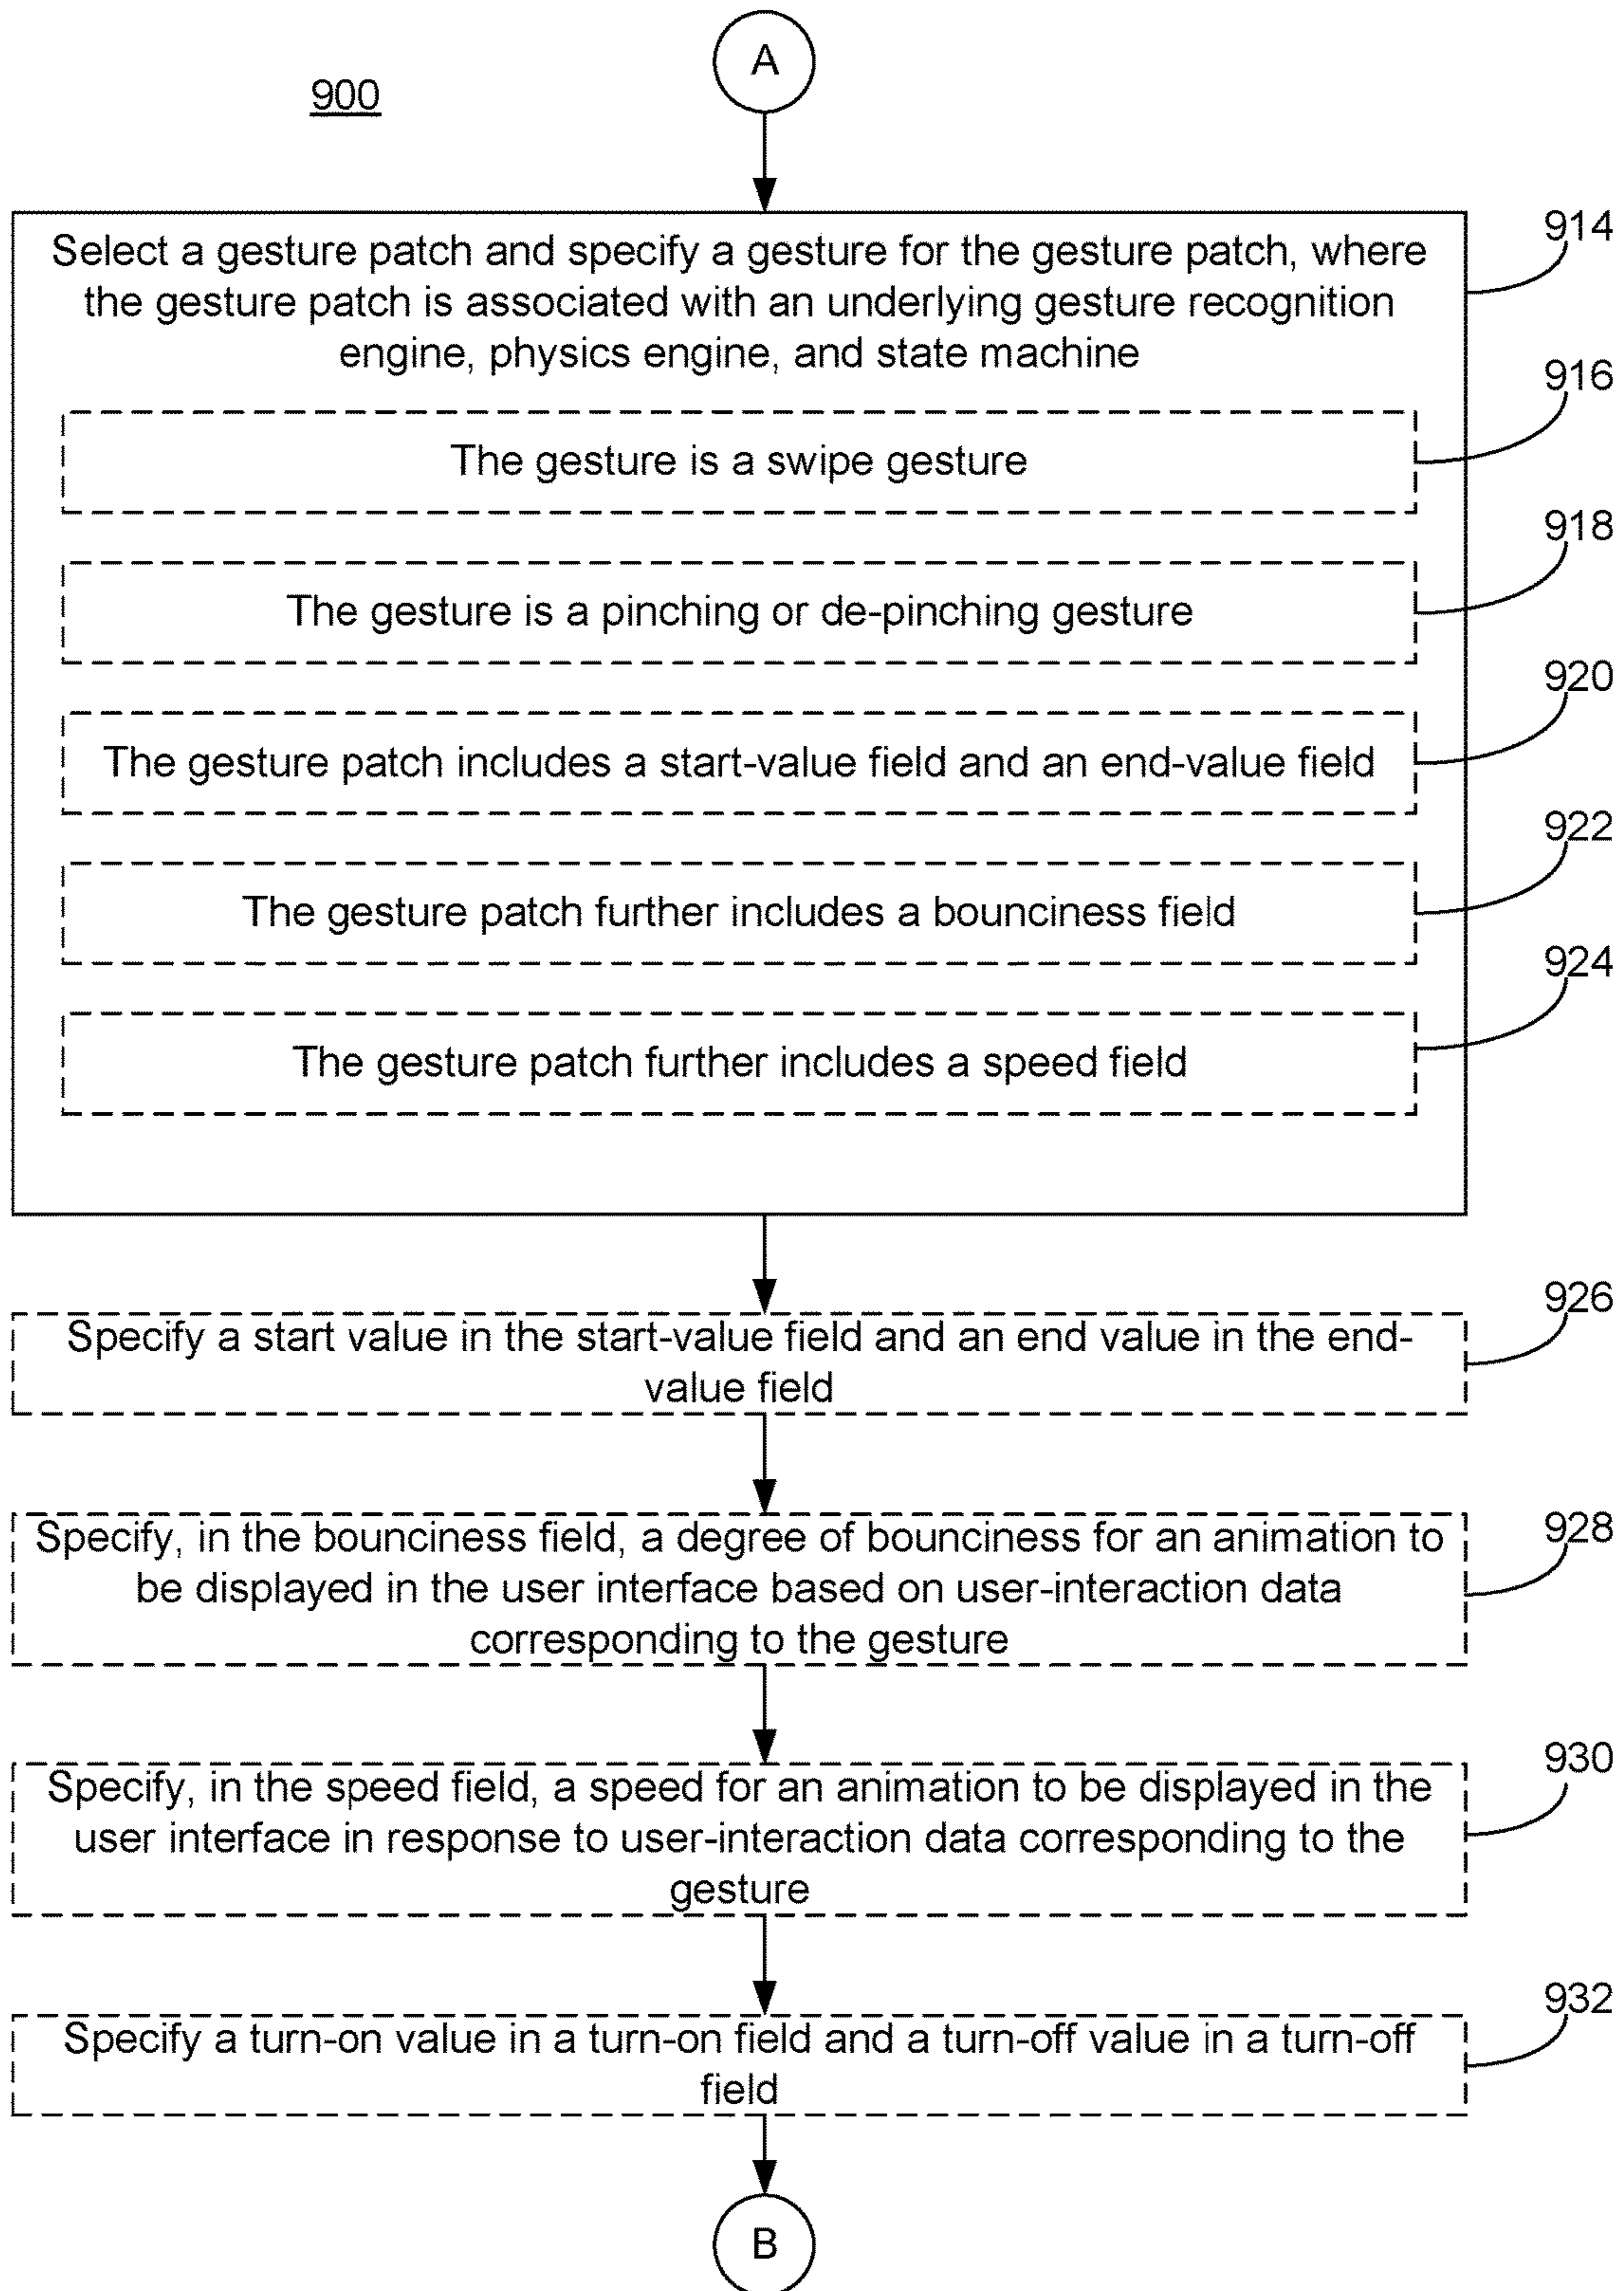 A
900
Select a gesture patch and specify a gesture for the gesture patch, where
the gesture patch is associated with an underlying gesture recognition
engine, physics engine, and state machine
914
The gesture is a swipe gesture
916
The gesture is a pinching or de-pinching gesture
918
The gesture patch includes a start-value field and an end-value field
920
The gesture patch further includes a bounciness field
922
The gesture patch further includes a speed field
924
Specify a start value in the start-value field and an end value in the end-
value field
926
Specify, in the bounciness field, a degree of bounciness for an animation to
be displayed in the user interface based on user-interaction data
corresponding to the gesture
928
Specify, in the speed field, a speed for an animation to be displayed in the
user interface in response to user-interaction data corresponding to the
gesture
930
Specify a turn-on value in a turn-on field and a turn-off value in a turn-off
field
932
B